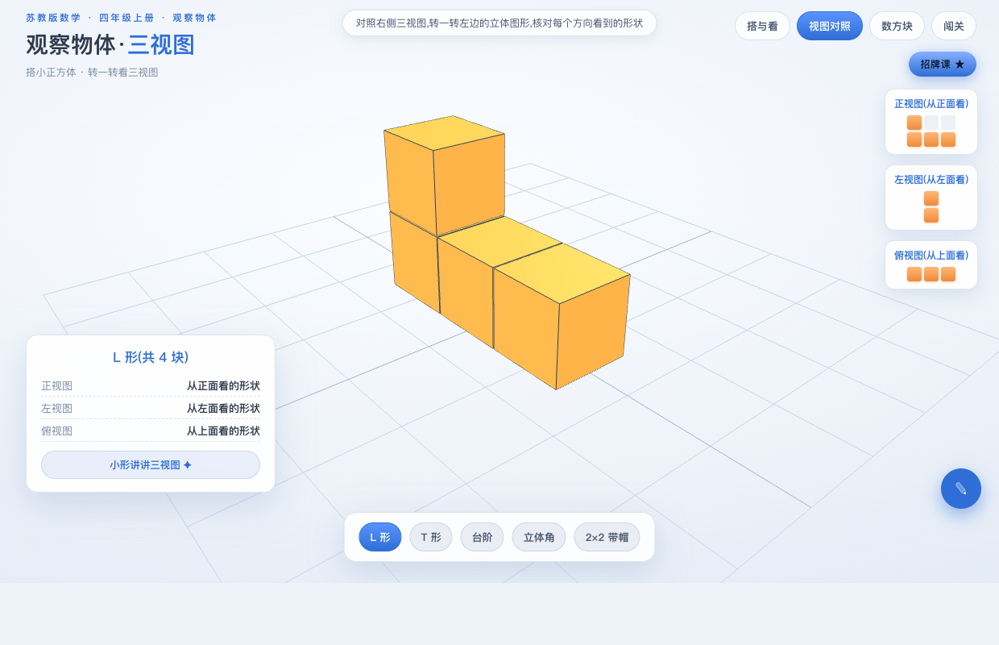 苏教版数学 · 四年级上册 · 观察物体
观察物体·三视图
搭小正方体 · 转一转看三视图
对照右侧三视图,转一转左边的立体图形,核对每个方向看到的形状
搭与看
视图对照
数方块
闯关
招牌课 ★
正视图(从正面看)
左视图(从左面看)
俯视图(从上面看)
L 形(共 4 块)
正视图 从正面看的形状
左视图 从左面看的形状
俯视图 从上面看的形状
小形讲讲三视图 ✦
L 形
T 形
台阶
立体角
2×2 带帽